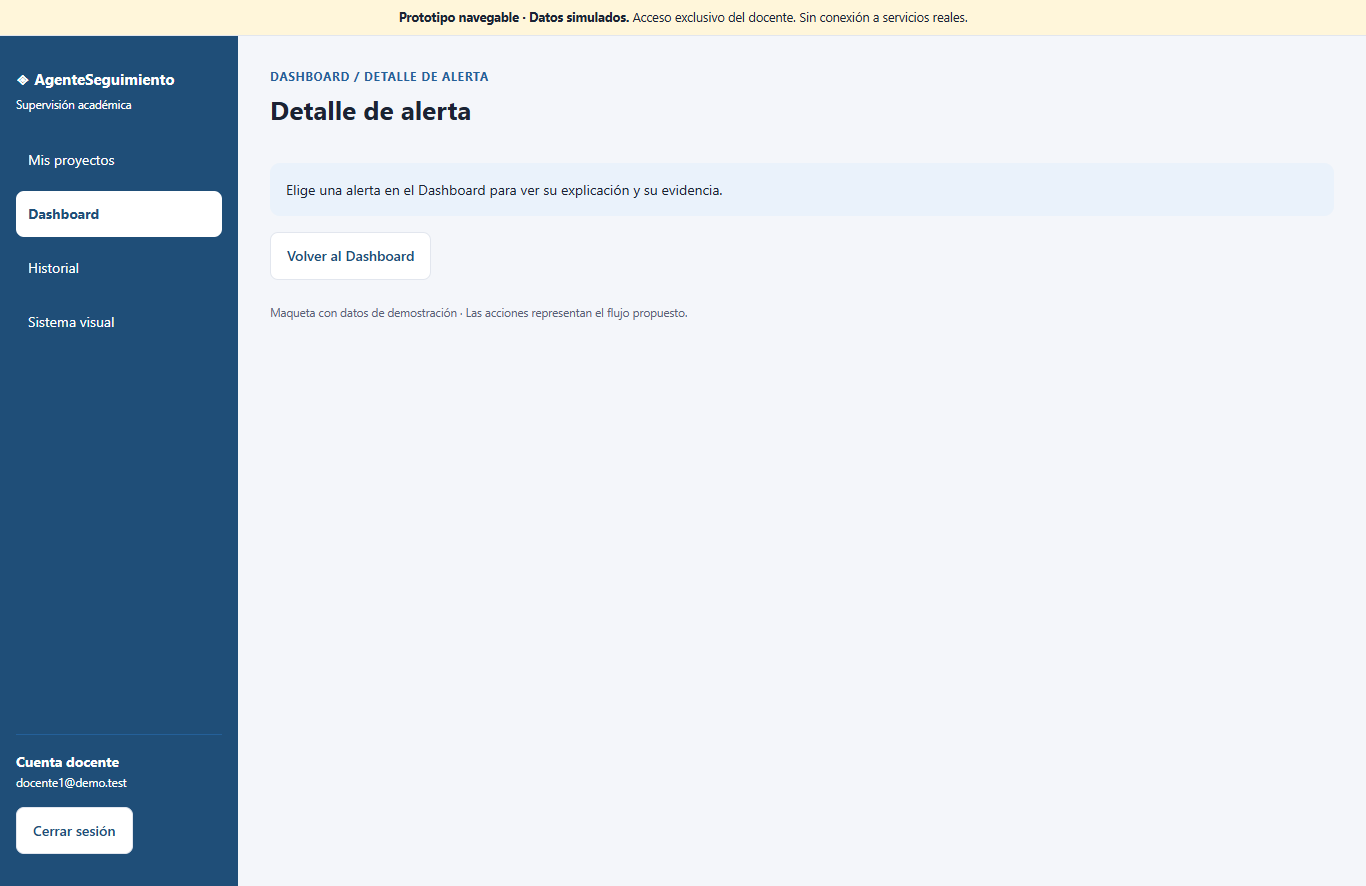 Prototipo navegable · Datos simulados. Acceso exclusivo del docente. Sin conexión a servicios reales.
◈ AgenteSeguimiento
Supervisión académica
Mis proyectos
Dashboard
Historial
Sistema visual
Cuenta docente
docente1@demo.test
Cerrar sesión
DASHBOARD / DETALLE DE ALERTA
Detalle de alerta
Elige una alerta en el Dashboard para ver su explicación y su evidencia.
Volver al Dashboard
Maqueta con datos de demostración · Las acciones representan el flujo propuesto.